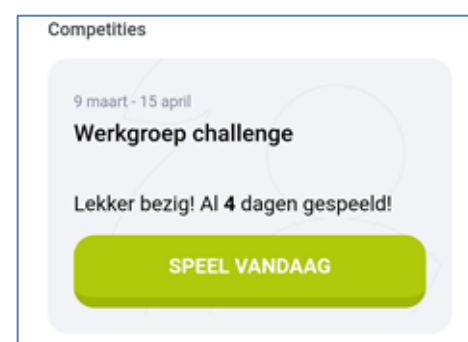 Competities
9 maart - 15 april
Werkgroep challenge
Lekker bezig! Al 4 dagen gespeeld!
SPEEL VANDAAG